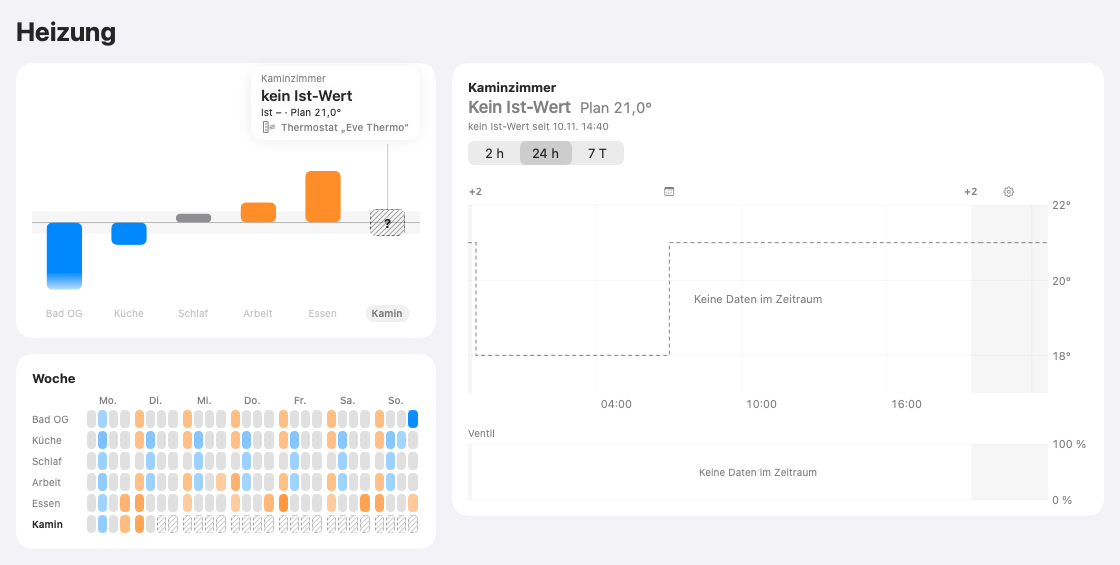 Heizung
Kaminzimmer
kein Ist-Wert
Ist – · Plan 21,0°
Thermostat „Eve Thermo"
?
Bad OG Küche Schlaf Arbeit Essen Kamin
Woche
Mo. Di. Mi. Do. Fr. Sa. So.
Bad OG
Küche
Schlaf
Arbeit
Essen
Kamin
Kaminzimmer
Kein Ist-Wert Plan 21,0°
kein Ist-Wert seit 10.11. 14:40
2 h 24 h 7 T
+2 +2
22°
20°
Keine Daten im Zeitraum
18°
04:00 10:00 16:00
Ventil
100 %
Keine Daten im Zeitraum
0 %